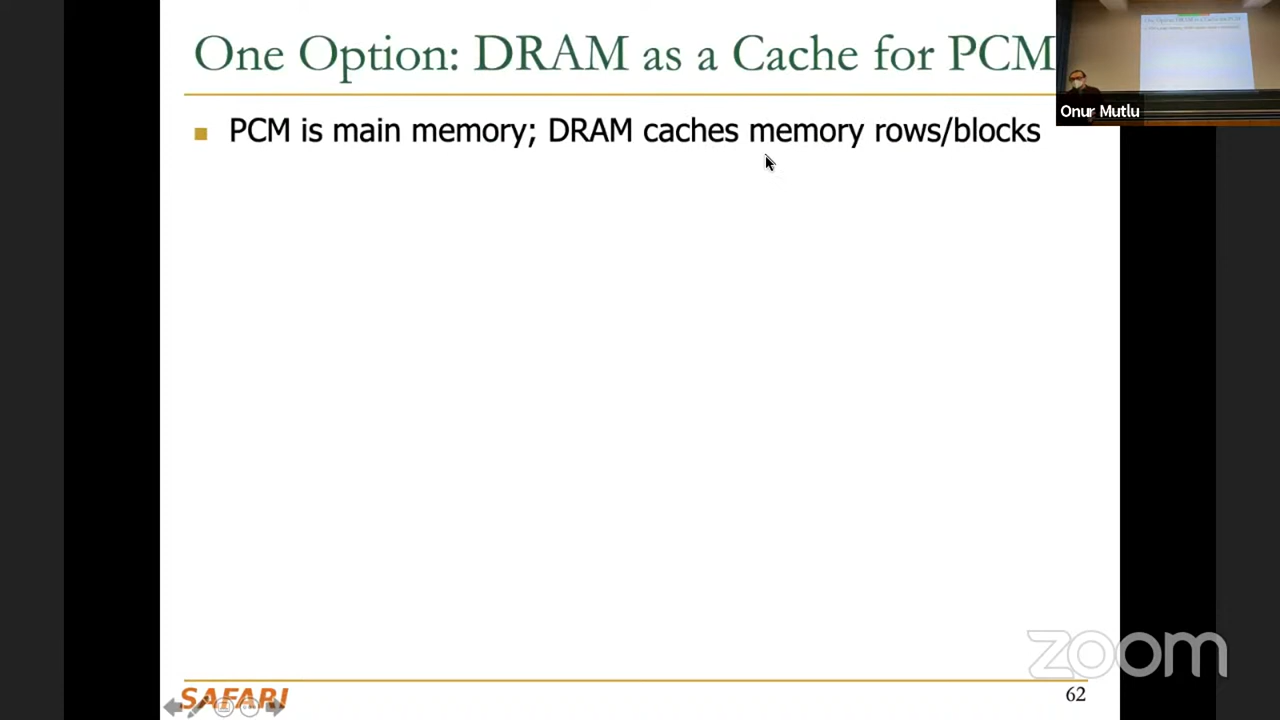 One Option: DRAM as a Cache for PCM
PCM is main memory; DRAM caches memory rows/blocks
Onur Mutlu
zoom
SAFARI
62